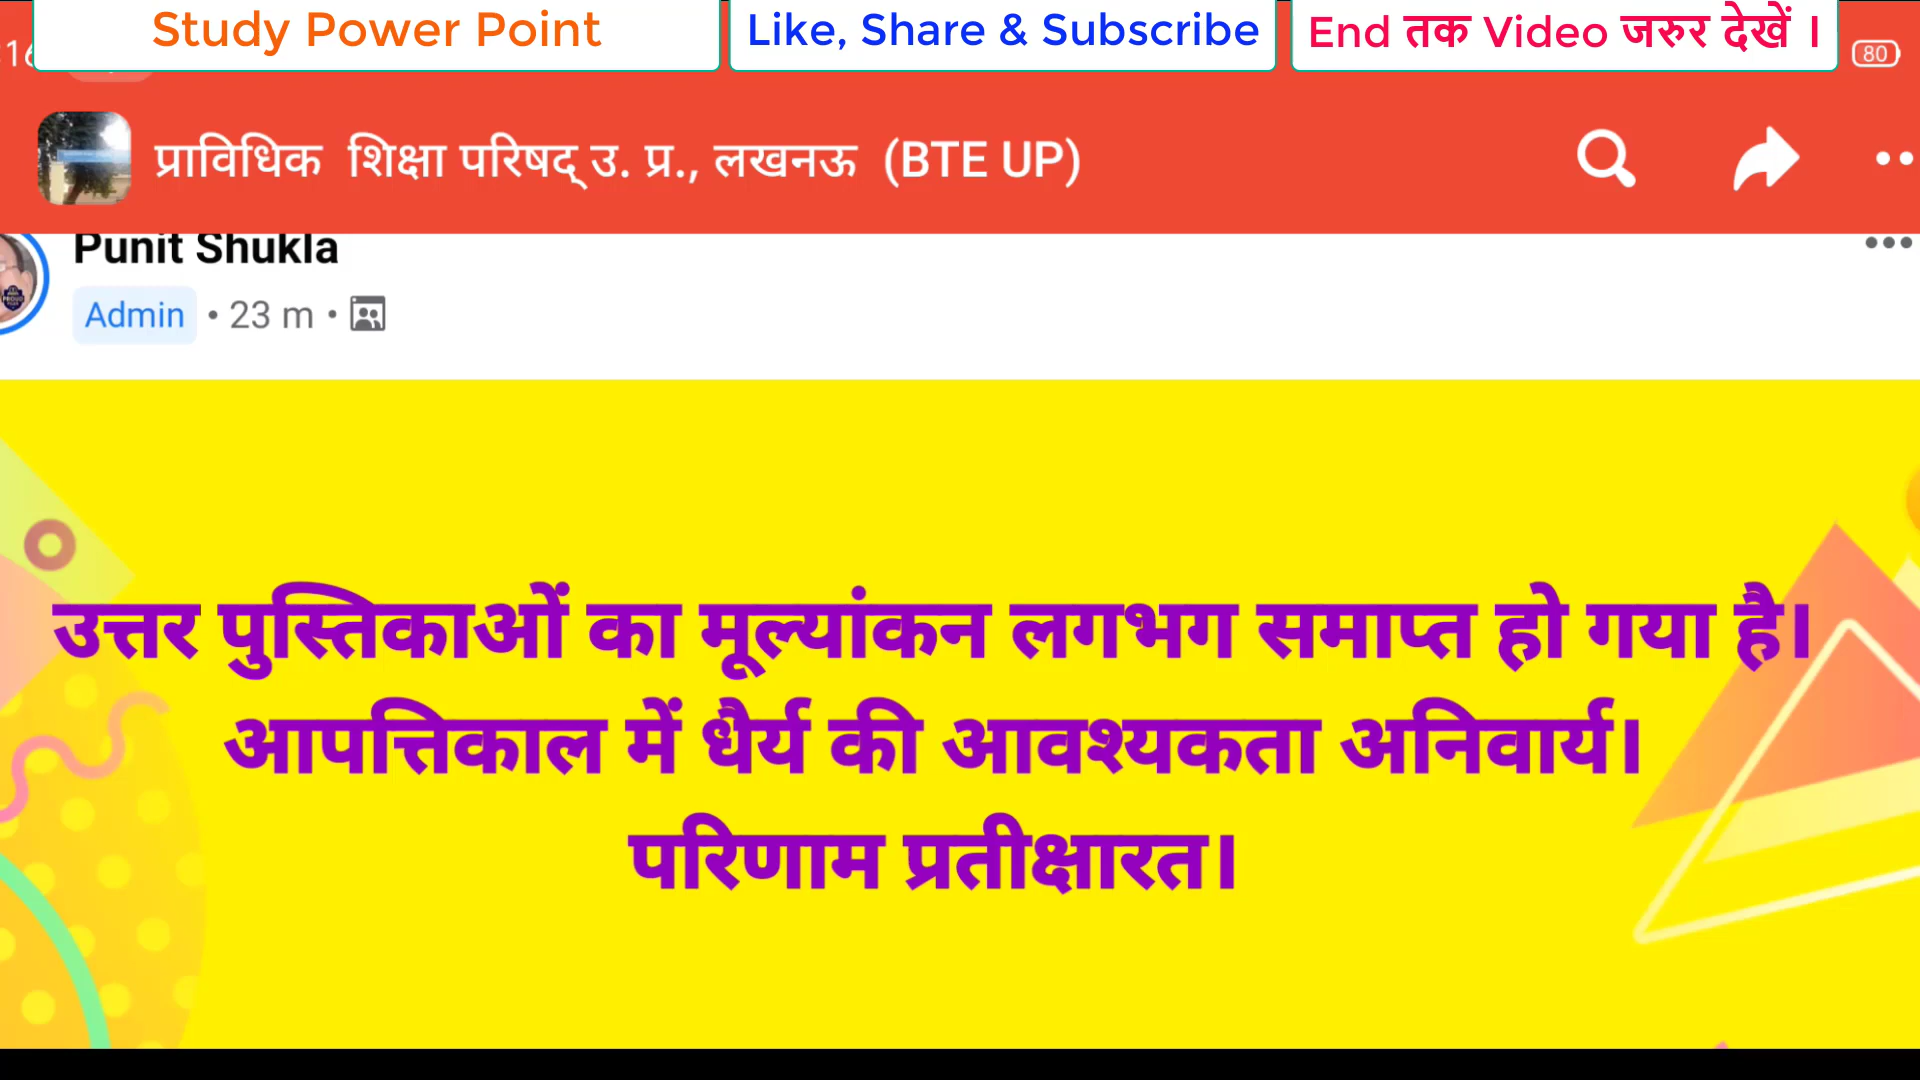 Study Power Point
Like, Share & Subscribe
End तक Video जरुर देखें ।
80
प्राविधिक शिक्षा परिषद् उ. प्र., लखनऊ (BTE UP)
Punit Shukla
Admin • 23 m •
उत्तर पुस्तिकाओं का मूल्यांकन लगभग समाप्त हो गया है।
आपत्तिकाल में धैर्य की आवश्यकता अनिवार्य।
परिणाम प्रतीक्षारत।